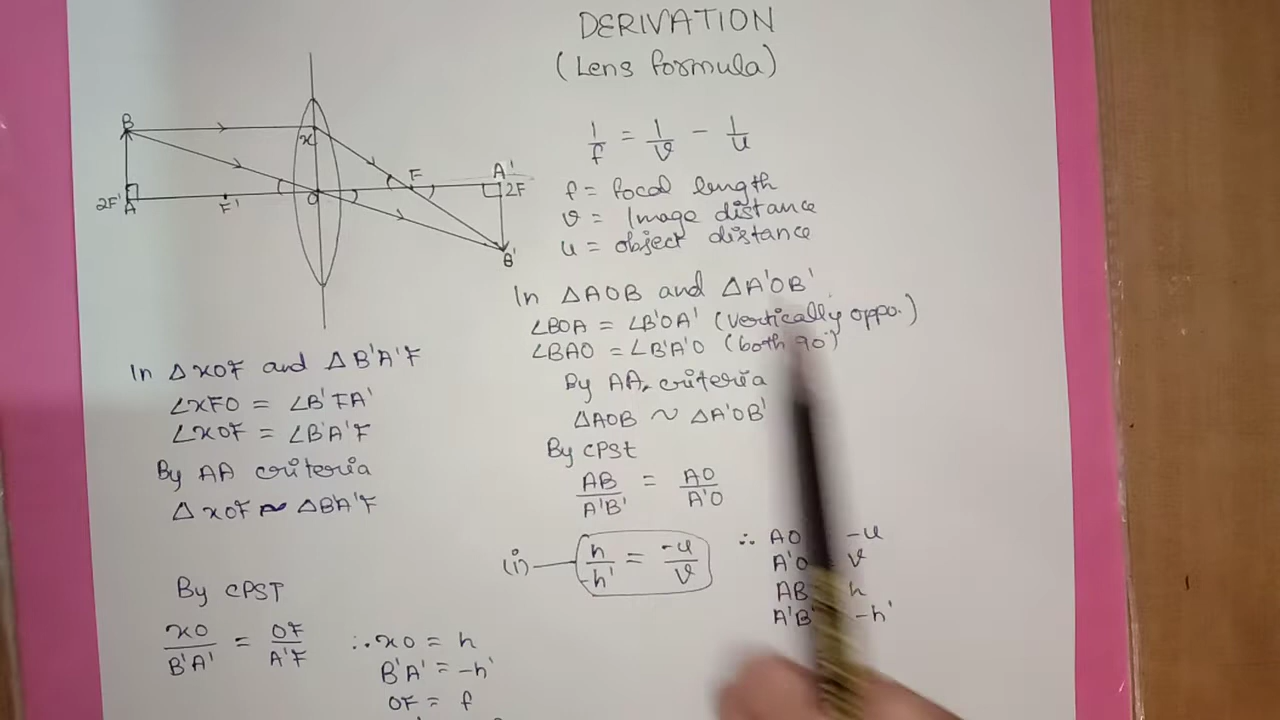 DERIVATION
(Lens formula)
1/f = 1/v - 1/u
f = focal length
v = Image distance
u = object distance
B
x
F
A'
2F'
A
F'
O
2F
B'
In ΔAOB and ΔA'OB'
∠BOA = ∠B'OA' (vertically oppo.)
∠BAO = ∠B'A'O (both 90°)
By AA criteria
ΔAOB ~ ΔA'OB'
By CPST
AB/A'B' = AO/A'O
(i) h/-h' = -u/v
∴ AO -u
A'O v
AB h
A'B' -h'
In ΔxOF and ΔB'A'F
∠xFO = ∠B'FA'
∠xOF = ∠B'A'F
By AA criteria
ΔxOF ~ ΔBA'F
By CPST
xO/B'A' = OF/A'F
∴ xO = h
B'A' = -h'
OF = f